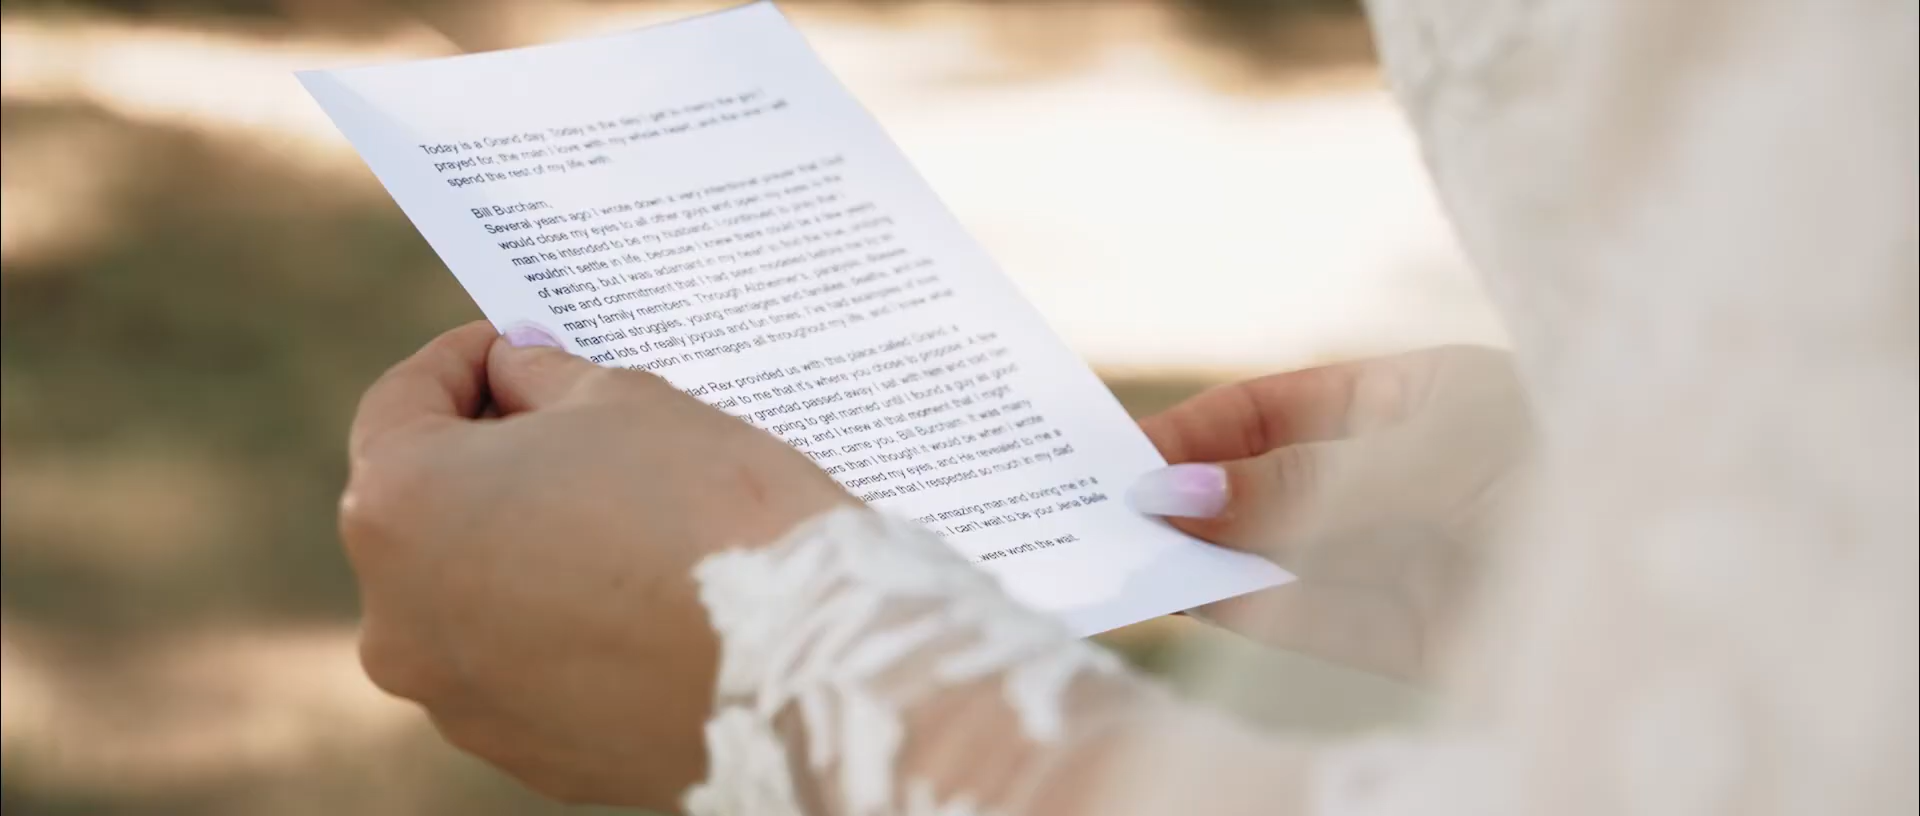 Today is a Grand day. Today is the day I get to marry the guy I
prayed for, the man I love with my whole heart, and the one I will
spend the rest of my life with.
Bill Burcham,
Several years ago I wrote down a very intentional prayer that God
would close my eyes to all other guys and open my eyes to the
man he intended to be my husband. I continued to pray that I
wouldn't settle in life, because I knew there could be a few years
of waiting, but I was adamant in my heart to find the true,
love and commitment that I had seen modeled before me by so
many family members. Through Alzheimer's, paralysis, diseases,
financial struggles, young marriages and families, deaths, and
and lots of really joyous and fun times. I've had examples of
devotion in marriages all throughout my life, and I knew what
dad Rex provided us with this place called Grand, a
to me that it's where you chose to propose. A few
grandad passed away I sat with him and told him
going to get married until I found a guy as good
and I knew at that moment that I might
Then, came you, Bill Burcham. It was many
than I thought it would be when I wrote
opened my eyes, and He revealed to me a
that I respected so much in my dad
most amazing man and loving me in a
I can't wait to be your Jena Belle
were worth the wait.